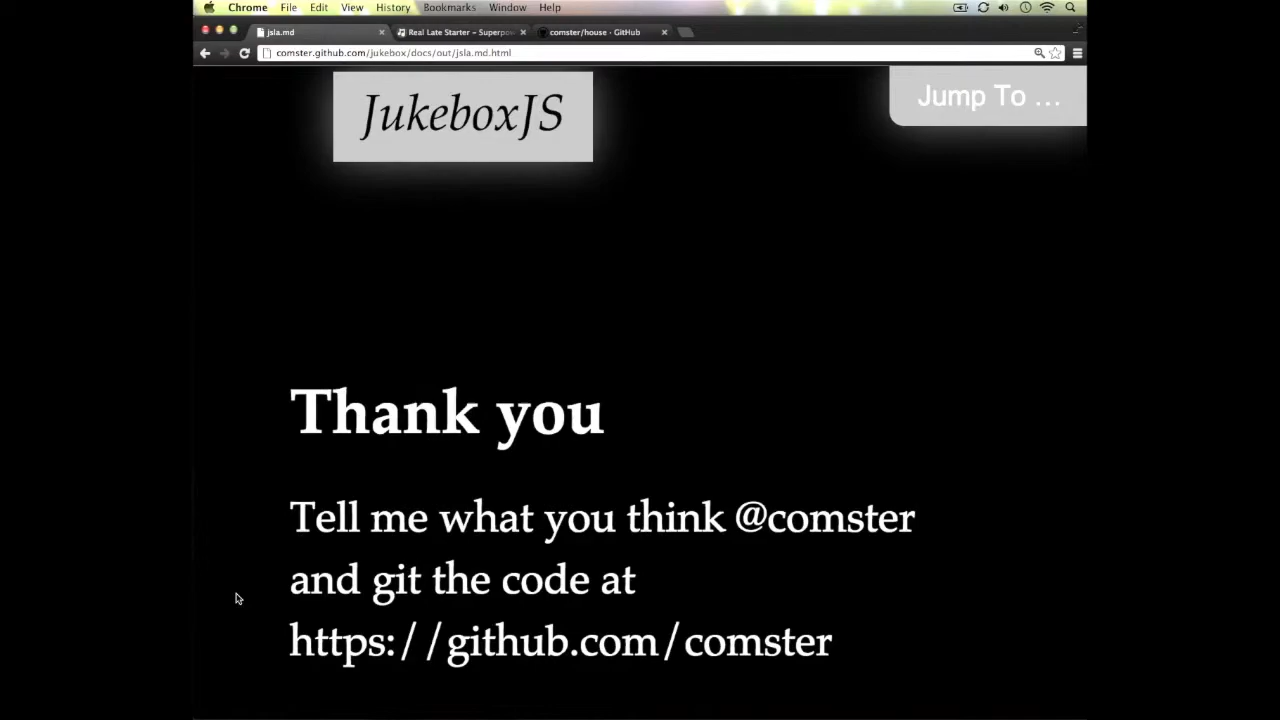 Chrome File Edit View History Bookmarks Window Help
jsla.md
Real Late Starter – Superpow
comster/house · GitHub
comster.github.com/jukebox/docs/out/jsla.md.html
JukeboxJS
Jump To ...
Thank you
Tell me what you think @comster
and git the code at
https://github.com/comster